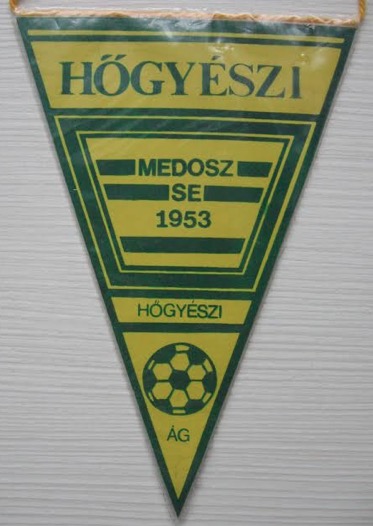 HŐGYÉSZI
MEDOSZ
SE
1953
HŐGYÉSZI
ÁG